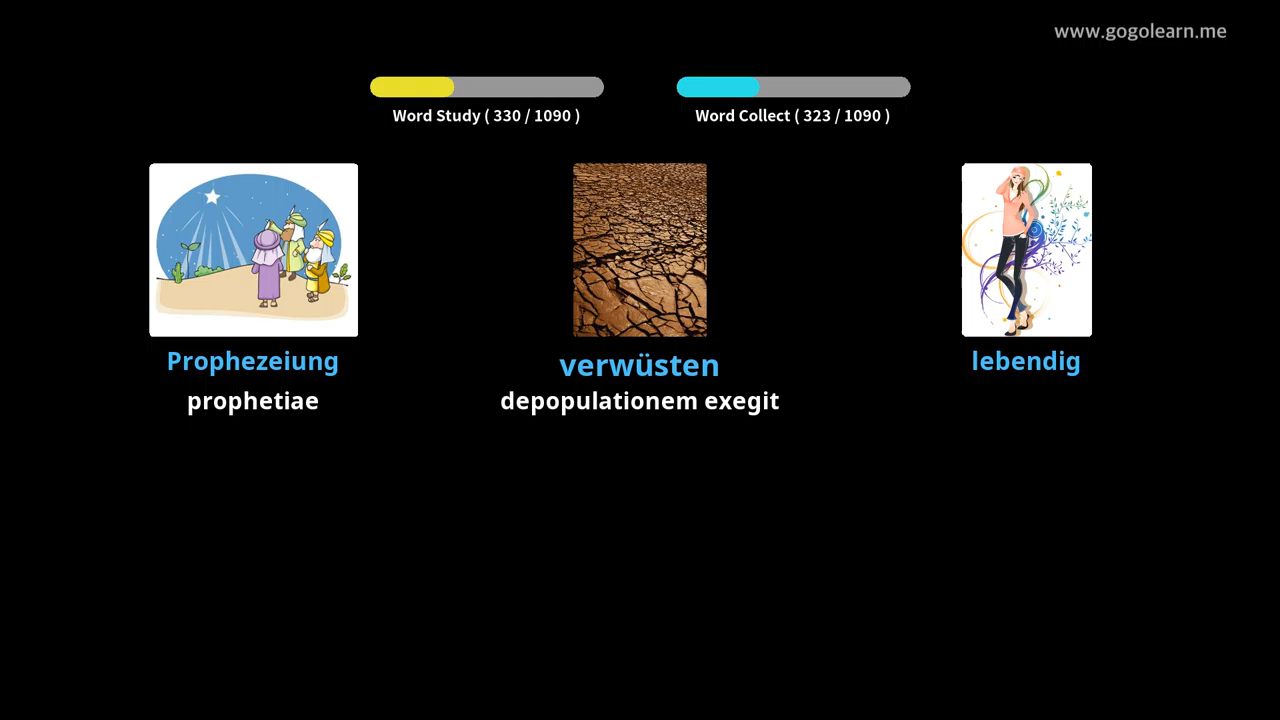 www.gogolearn.me
Word Study ( 330 / 1090 )
Word Collect ( 323 / 1090 )
Prophezeiung
verwüsten
lebendig
prophetiae
depopulationem exegit